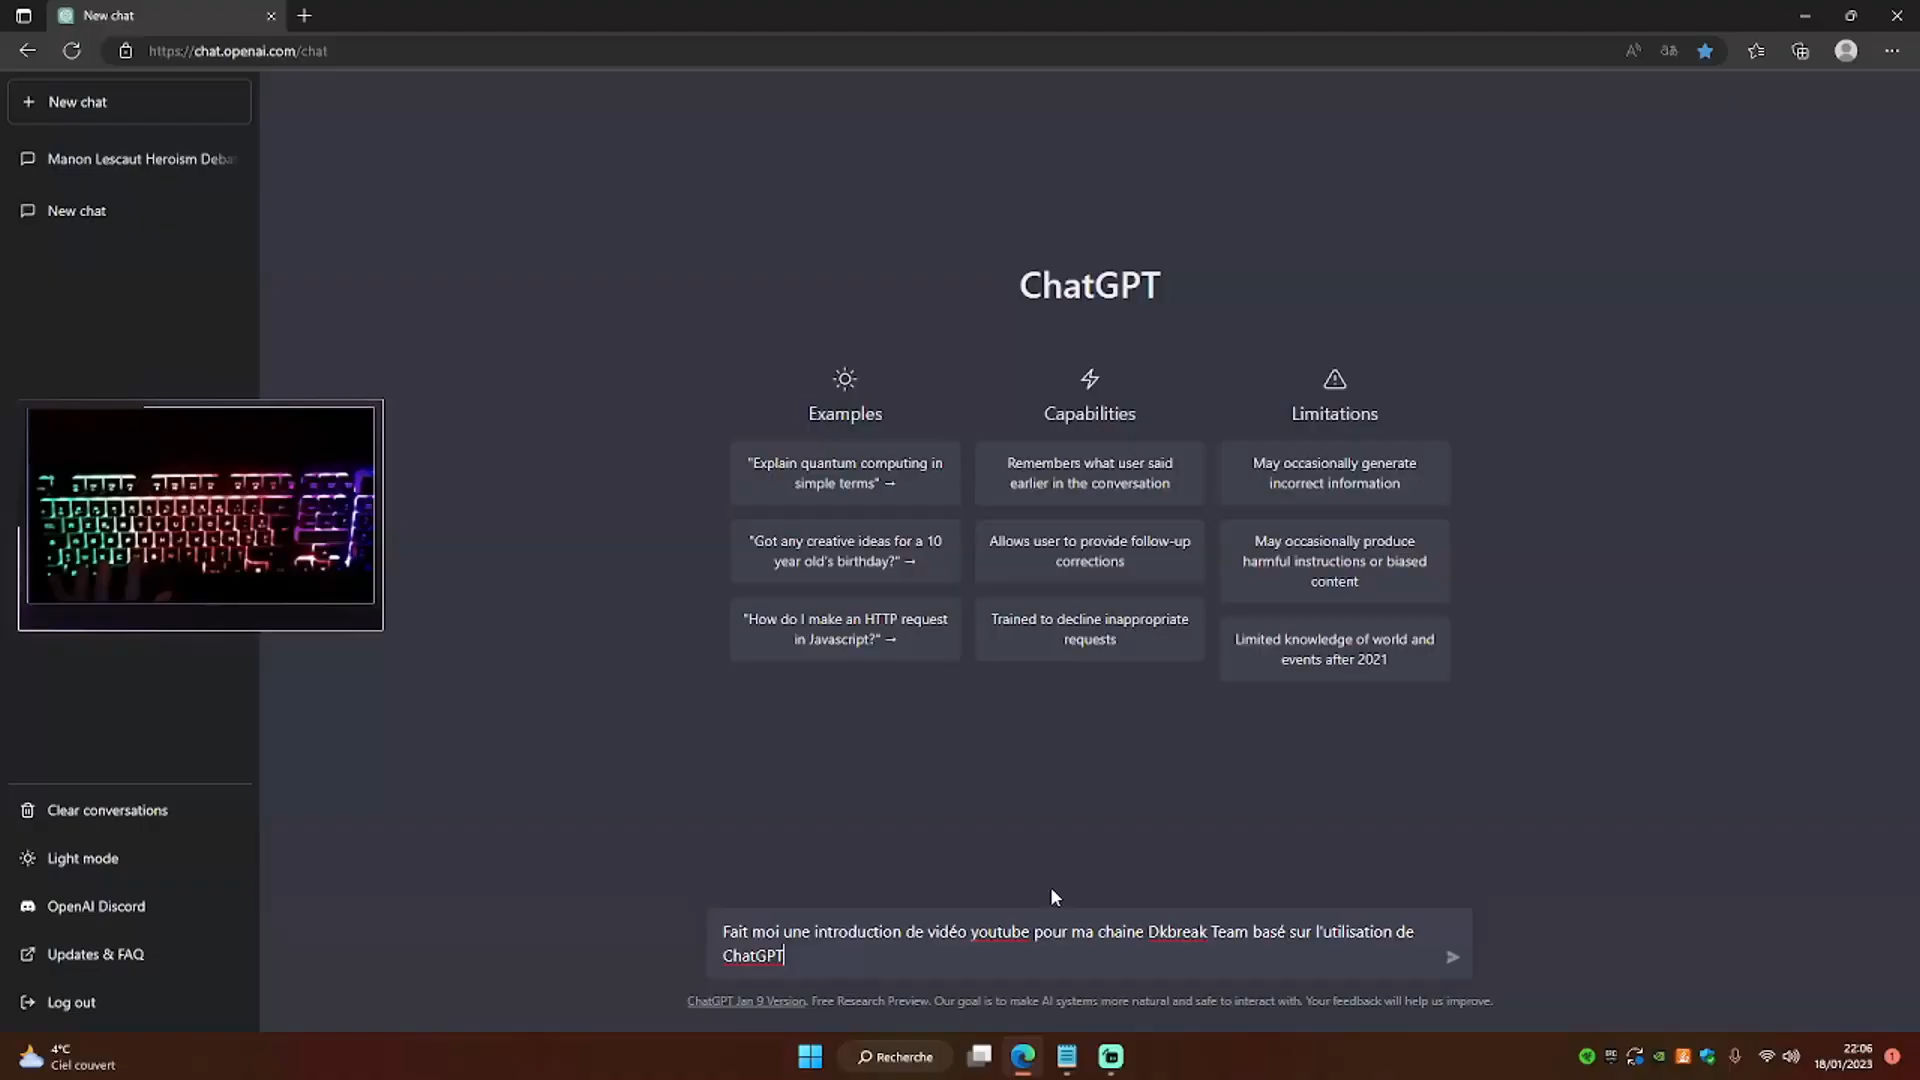 New chat
https://chat.openai.com/chat
New chat
Manon Lescaut Heroism Deba
New chat
ChatGPT
Examples
"Explain quantum computing in
simple terms" →
"Got any creative ideas for a 10
year old's birthday?" →
"How do I make an HTTP request
in Javascript?" →
Capabilities
Remembers what user said
earlier in the conversation
Allows user to provide follow-up
corrections
Trained to decline inappropriate
requests
Limitations
May occasionally generate
incorrect information
May occasionally produce
harmful instructions or biased
content
Limited knowledge of world and
events after 2021
Clear conversations
Light mode
OpenAI Discord
Updates & FAQ
Log out
Fait moi une introduction de vidéo youtube pour ma chaine Dkbreak Team basé sur l'utilisation de
ChatGPT
ChatGPT Jan 9 Version. Free Research Preview. Our goal is to make AI systems more natural and safe to interact with. Your feedback will help us improve.
4°C
Ciel couvert
Recherche
22:06
18/01/2023
1